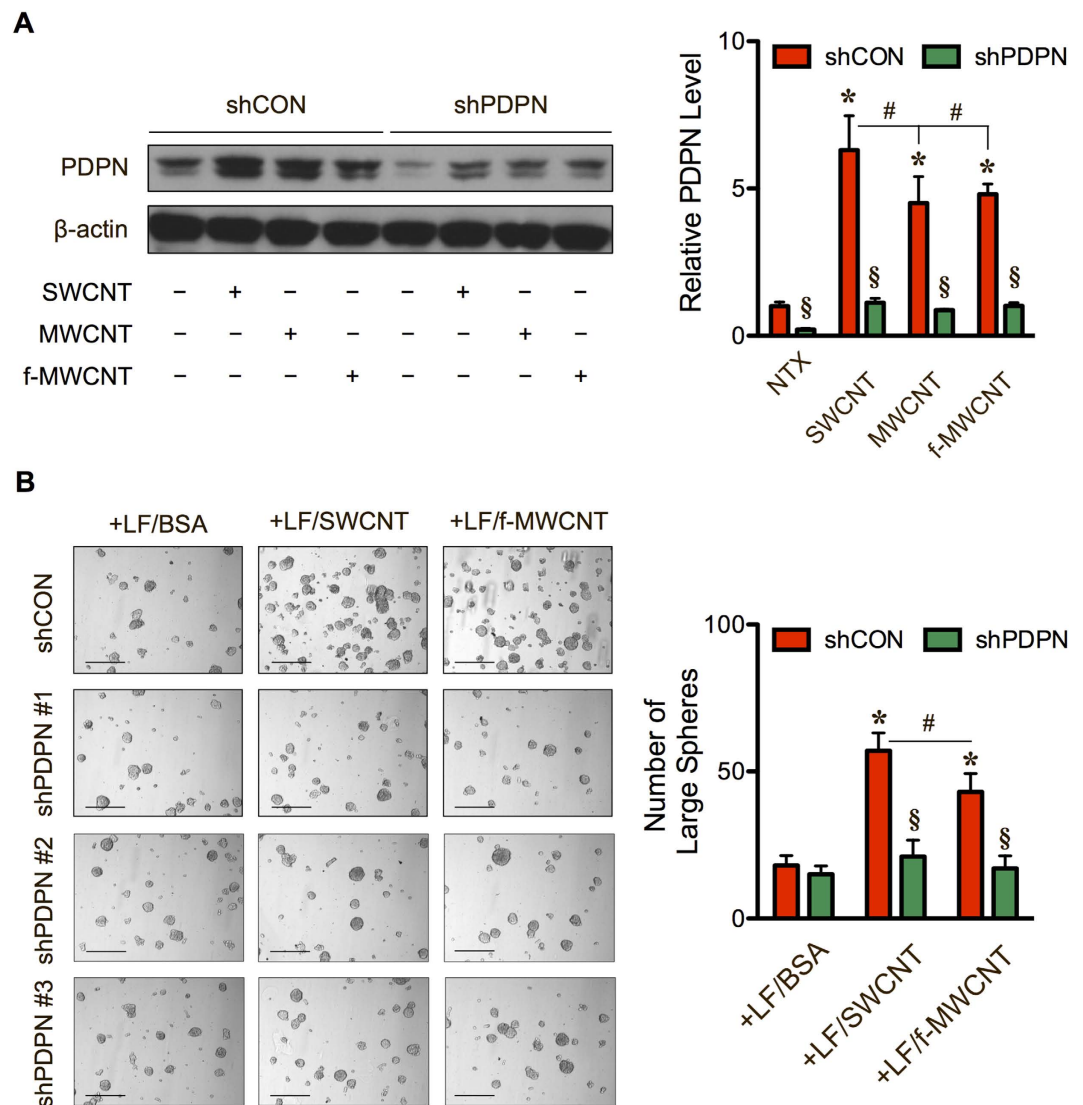 A
shCON shPDPN
PDPN
β-actin
SWCNT – + – – – + – –
MWCNT – – + – – – + –
f-MWCNT – – – + – – – +
10
shCON shPDPN
* # #
* *
5
Relative PDPN Level
§ § § §
0
NTX
SWCNT
MWCNT
f-MWCNT
B
+LF/BSA +LF/SWCNT +LF/f-MWCNT
shCON
shPDPN #1
shPDPN #2
shPDPN #3
100
shCON shPDPN
* #
*
50
Number of
Large Spheres
§ §
0
+LF/BSA
+LF/SWCNT
+LF/f-MWCNT